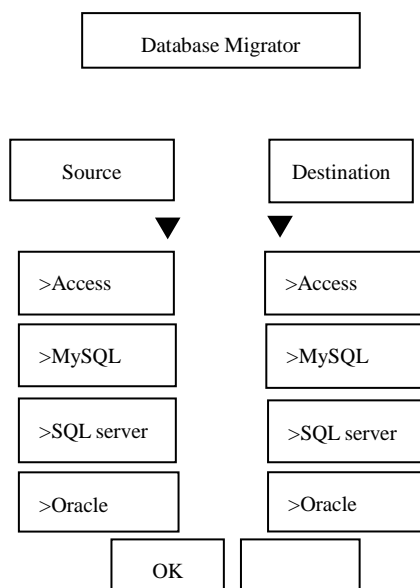 Database Migrator
Source
Destination
>Access
>Access
>MySQL
>MySQL
>SQL server
>SQL server
>Oracle
>Oracle
OK